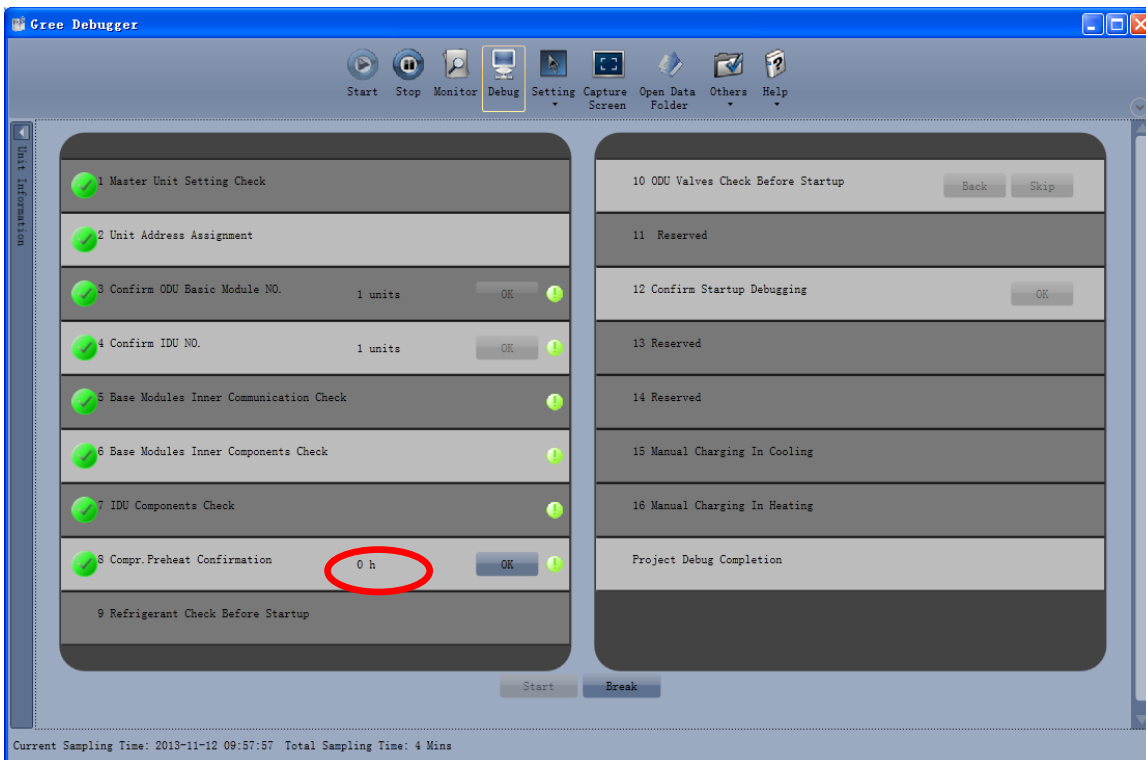 Gree Debugger
Start Stop Monitor Debug Setting Capture Screen Open Data Folder Others Help
Unit Information
1 Master Unit Setting Check
2 Unit Address Assignment
3 Confirm ODU Basic Module NO. 1 units OK
4 Confirm IDU NO. 1 units OK
5 Base Modules Inner Communication Check
6 Base Modules Inner Components Check
7 IDU Components Check
8 Compr.Preheat Confirmation 0 h OK
9 Refrigerant Check Before Startup
10 ODU Valves Check Before Startup Back Skip
11 Reserved
12 Confirm Startup Debugging OK
13 Reserved
14 Reserved
15 Manual Charging In Cooling
16 Manual Charging In Heating
Project Debug Completion
Start Break
Current Sampling Time: 2013-11-12 09:57:57 Total Sampling Time: 4 Mins